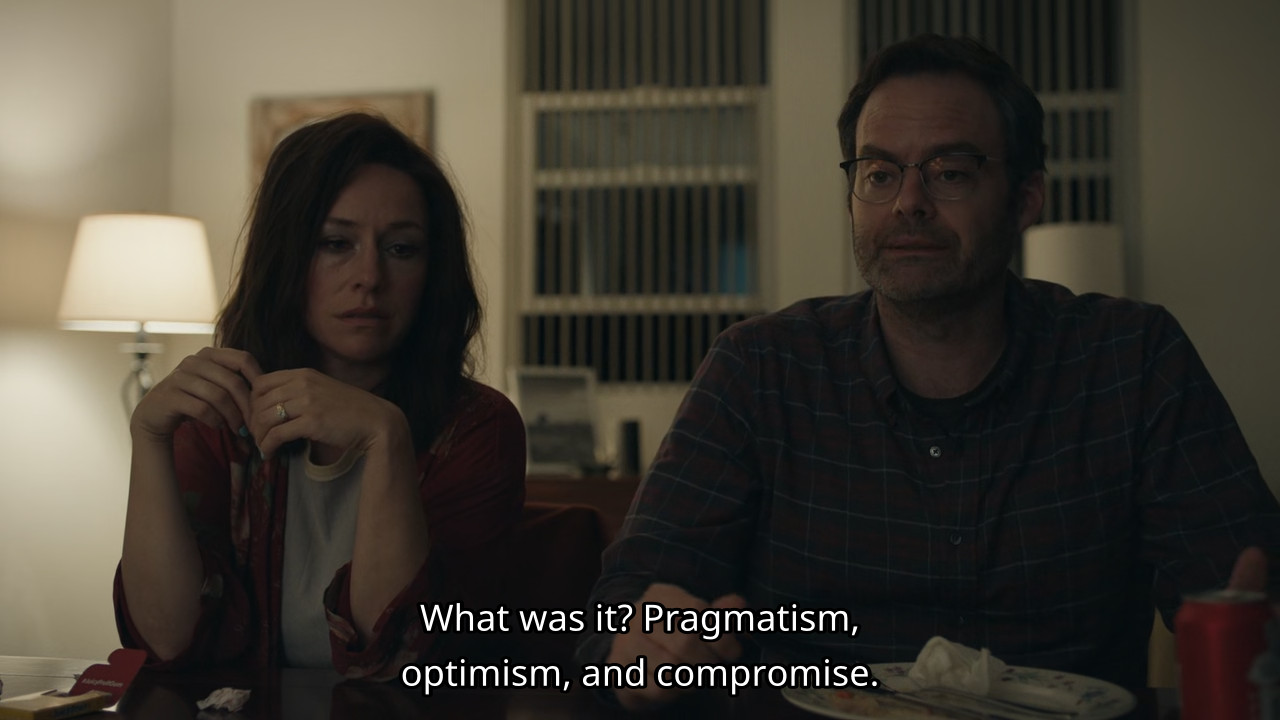 What was it? Pragmatism,
optimism, and compromise.